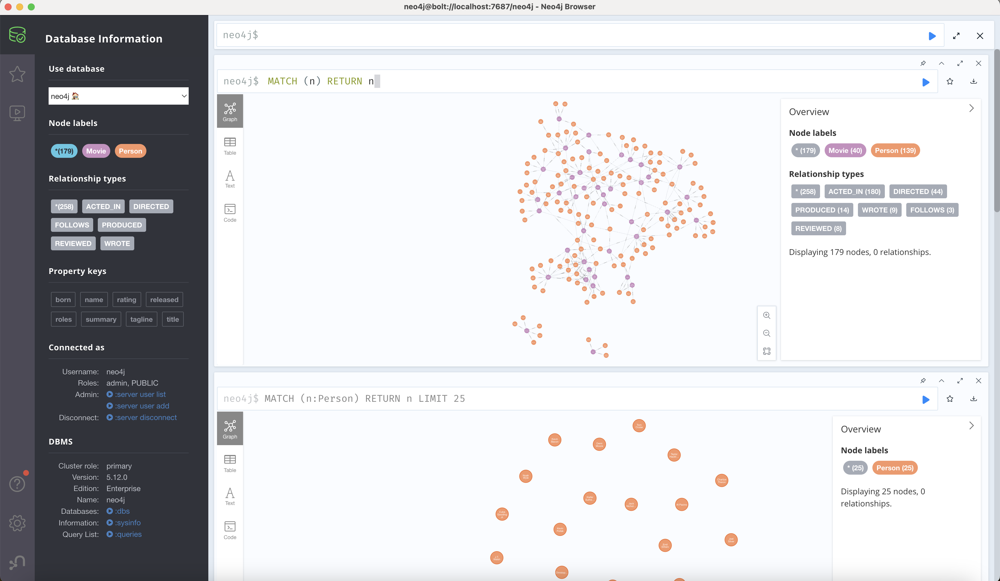 neo4j@bolt://localhost:7687/neo4j - Neo4j Browser
Database Information
Use database
neo4j
Node labels
*(179) Movie Person
Relationship types
*(258) ACTED_IN DIRECTED
FOLLOWS PRODUCED
REVIEWED WROTE
Property keys
born name rating released
roles summary tagline title
Connected as
Username: neo4j
Roles: admin, PUBLIC
Admin: :server user list
:server user add
Disconnect: :server disconnect
DBMS
Cluster role: primary
Version: 5.12.0
Edition: Enterprise
Name: neo4j
Databases: :dbs
Information: :sysinfo
Query List: :queries
neo4j$
neo4j$ MATCH (n) RETURN n
Graph
Table
Text
Code
Overview
Node labels
* (179) Movie (40) Person (139)
Relationship types
* (258) ACTED_IN (180) DIRECTED (44)
PRODUCED (14) WROTE (9) FOLLOWS (3)
REVIEWED (8)
Displaying 179 nodes, 0 relationships.
neo4j$ MATCH (n:Person) RETURN n LIMIT 25
Graph
Table
Text
Code
Tom
Cruise
Kevin
Bacon
Demi
Moore
Taylor
Hackf...
Noah
Wyle
Charlize
Theron
Kiefer
Suthe...
Jack
Nichol...
Al Pacino
Cuba
Gooding
Jr.
Kevin
Pollak
Joel
Silver
Emil
Eifrem
J.T.
Walsh
Christop...
Overview
Node labels
* (25) Person (25)
Displaying 25 nodes, 0
relationships.